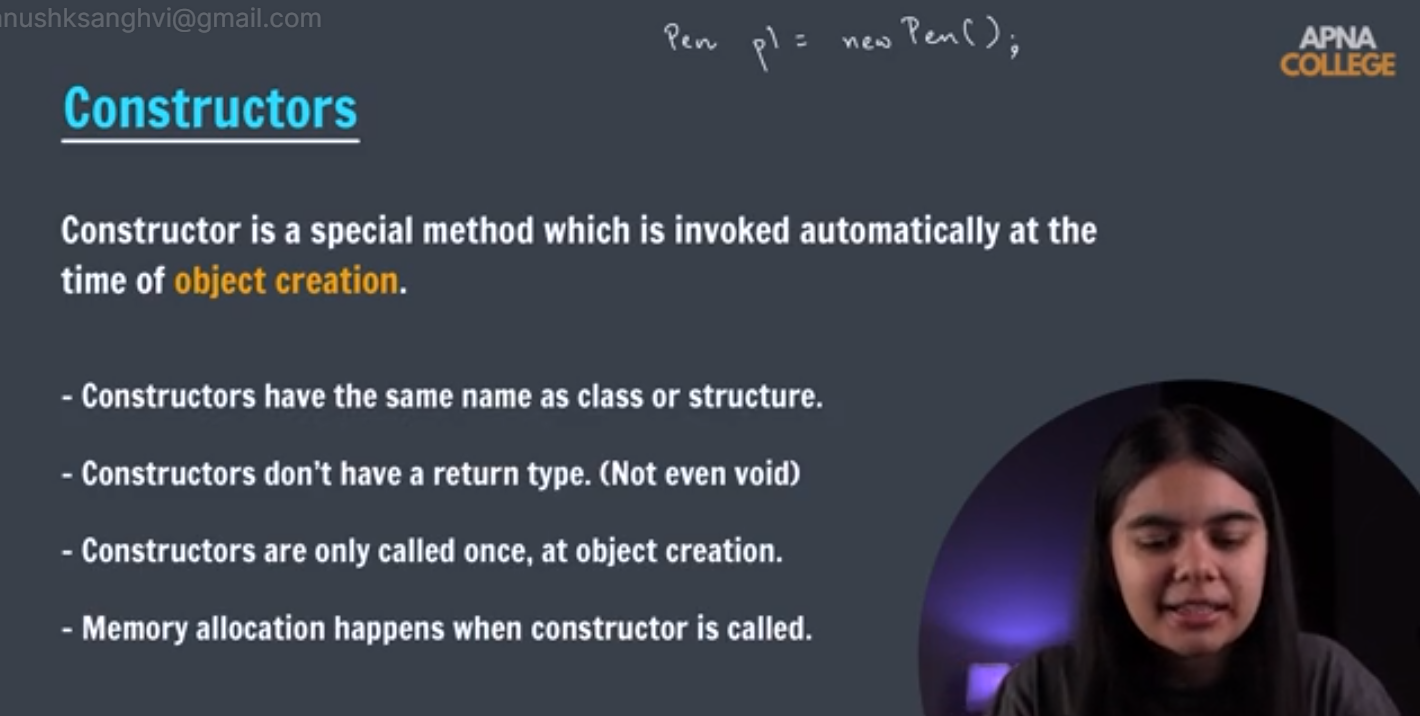 anushksanghvi@gmail.com
Pen p1 = new Pen();
APNA
COLLEGE
Constructors
Constructor is a special method which is invoked automatically at the
time of object creation.
- Constructors have the same name as class or structure.
- Constructors don't have a return type. (Not even void)
- Constructors are only called once, at object creation.
- Memory allocation happens when constructor is called.